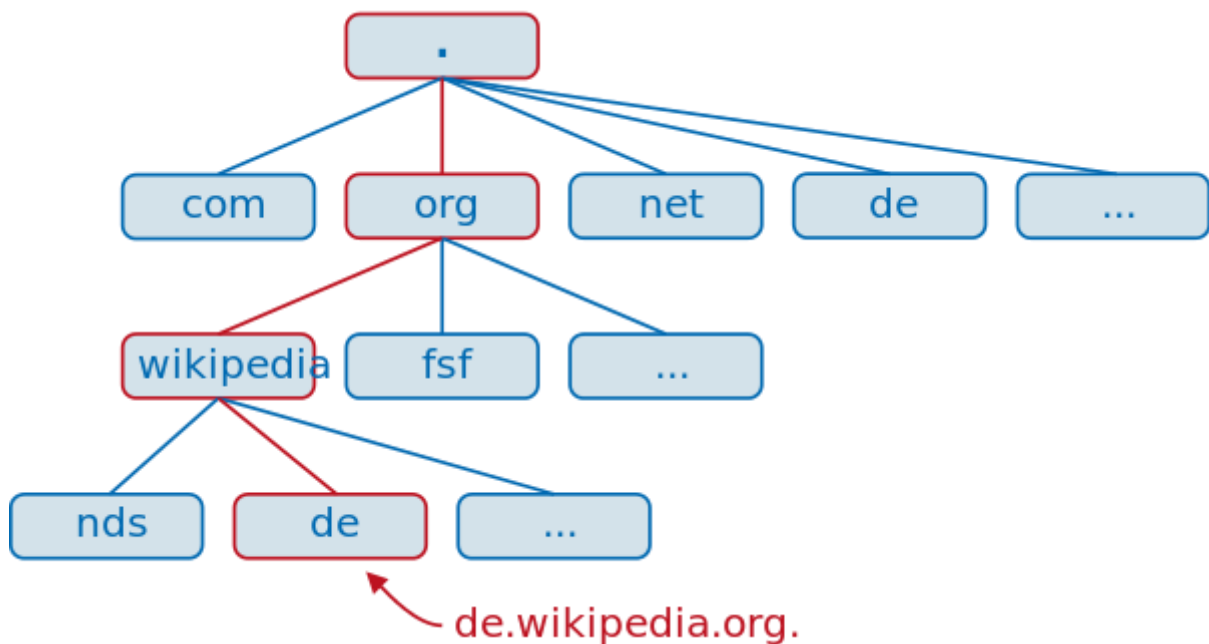 .
com org net de ...
wikipedia fsf ...
nds de ...
de.wikipedia.org.